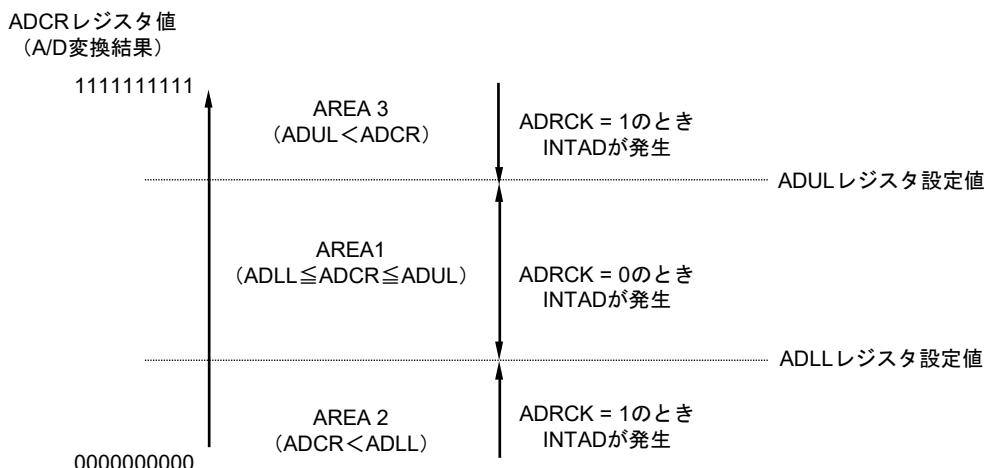 ADCRレジスタ値
（A/D変換結果）
1111111111
AREA 3
（ADUL＜ADCR）
ADRCK = 1のとき
INTADが発生
ADULレジスタ設定値
AREA1
（ADLL≦ADCR≦ADUL）
ADRCK = 0のとき
INTADが発生
ADLLレジスタ設定値
AREA 2
（ADCR＜ADLL）
ADRCK = 1のとき
INTADが発生
0000000000